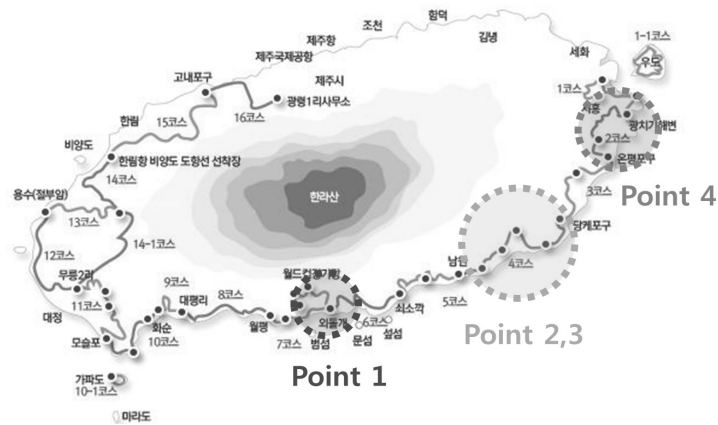 함덕
조천
김녕
제주항
제주국제공항
세화
1-1코스
우도
고내포구
제주시
1코스
시흥
한림
15코스
16코스
광령1리사무소
광치기해변
2코스
비양도
한림항 비양도 도항선 선착장
온평포구
14코스
한라산
3코스
Point 4
용수(절부암)
13코스
당케포구
12코스
14-1코스
4코스
무릉2리
9코스
월드컵경기장
남원
11코스
대평리
8코스
5코스
대정
화순
쇠소깍
모슬포
10코스
월평
외돌개
6코스
7코스
범섬
문섬
섶섬
Point 2,3
Point 1
가파도
10-1코스
마라도